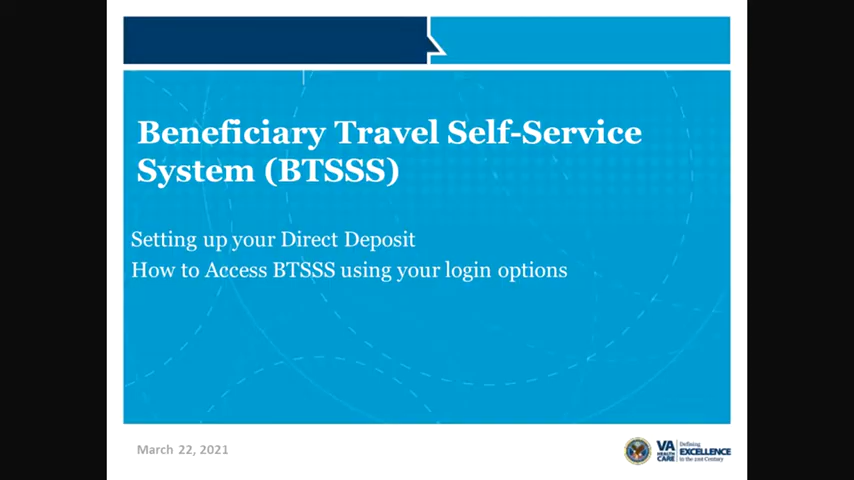 Beneficiary Travel Self-Service
System (BTSSS)
Setting up your Direct Deposit
How to Access BTSSS using your login options
March 22, 2021
VA
HEALTH
CARE
Defining
EXCELLENCE
in the 21st Century